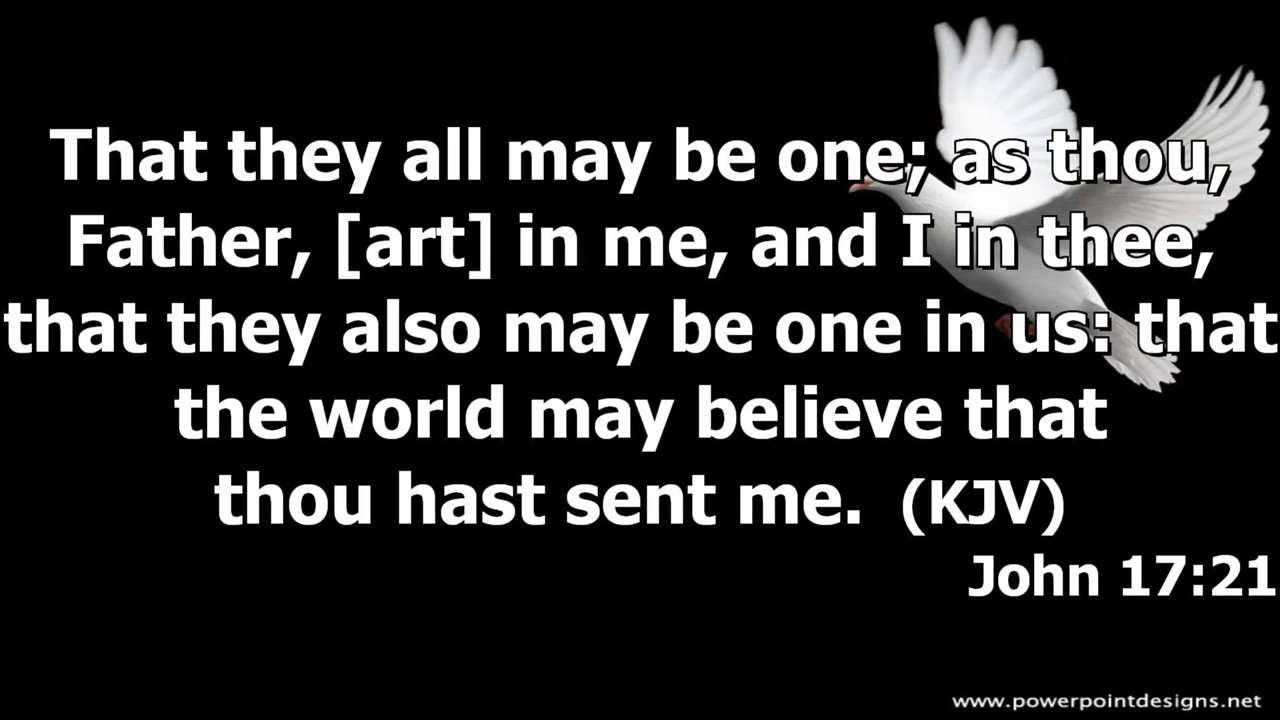 That they all may be one; as thou,
Father, [art] in me, and I in thee,
that they also may be one in us: that
the world may believe that
thou hast sent me.  (KJV)
John 17:21
www.powerpointdesigns.net